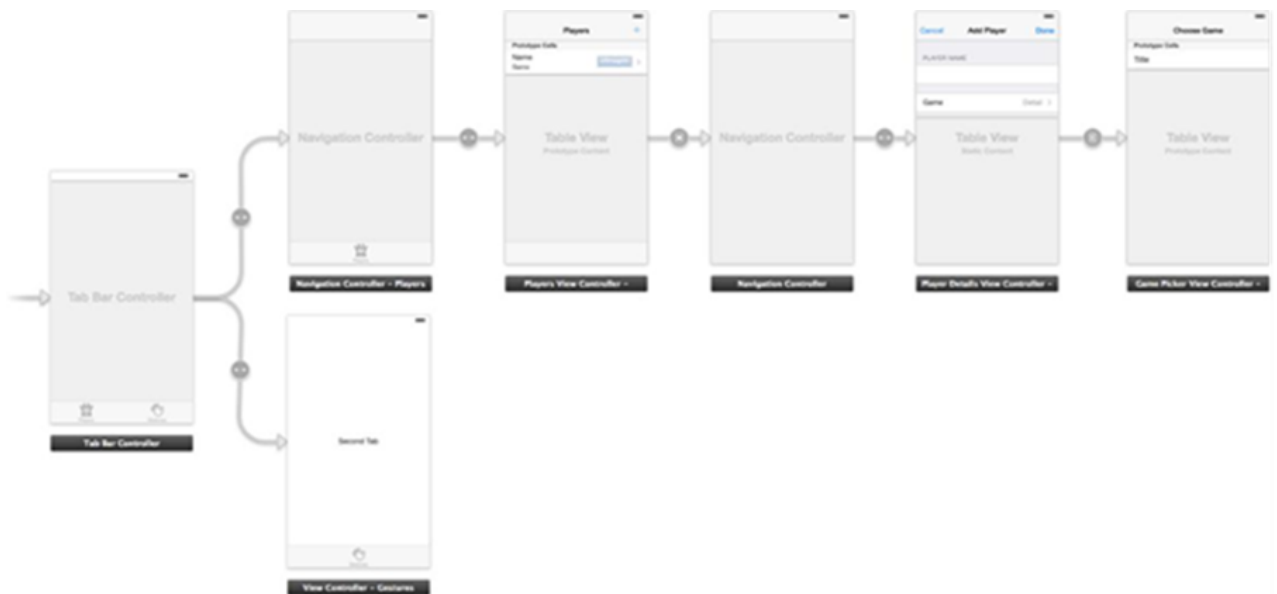 Navigation Controller
Navigation Controller - Players
Players
Prototype Cells
Name
Game
Table View
Prototype Content
Players View Controller -
Navigation Controller
Navigation Controller
Cancel
Add Player
Done
PLAYER NAME
Game
Detail
Table View
Static Content
Player Details View Controller -
Choose Game
Prototype Cells
Title
Table View
Prototype Content
Game Picker View Controller -
Tab Bar Controller
Tab Bar Controller
Second Tab
View Controller - Gestures